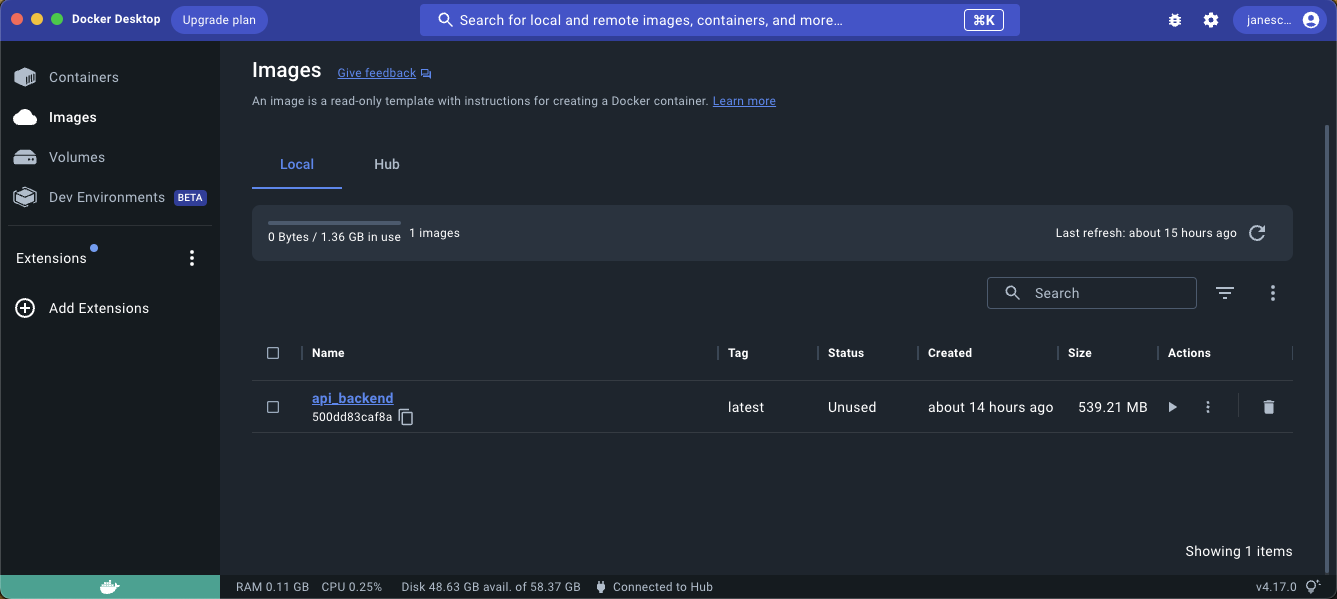 Docker Desktop Upgrade plan Search for local and remote images, containers, and more… ⌘K janesc…
Containers
Images
Volumes
Dev Environments BETA
Extensions
Add Extensions
Images Give feedback
An image is a read-only template with instructions for creating a Docker container. Learn more
Local Hub
0 Bytes / 1.36 GB in use 1 images Last refresh: about 15 hours ago
Search
Name Tag Status Created Size Actions
api_backend
500dd83caf8a
latest Unused about 14 hours ago 539.21 MB
Showing 1 items
RAM 0.11 GB CPU 0.25% Disk 48.63 GB avail. of 58.37 GB Connected to Hub v4.17.0